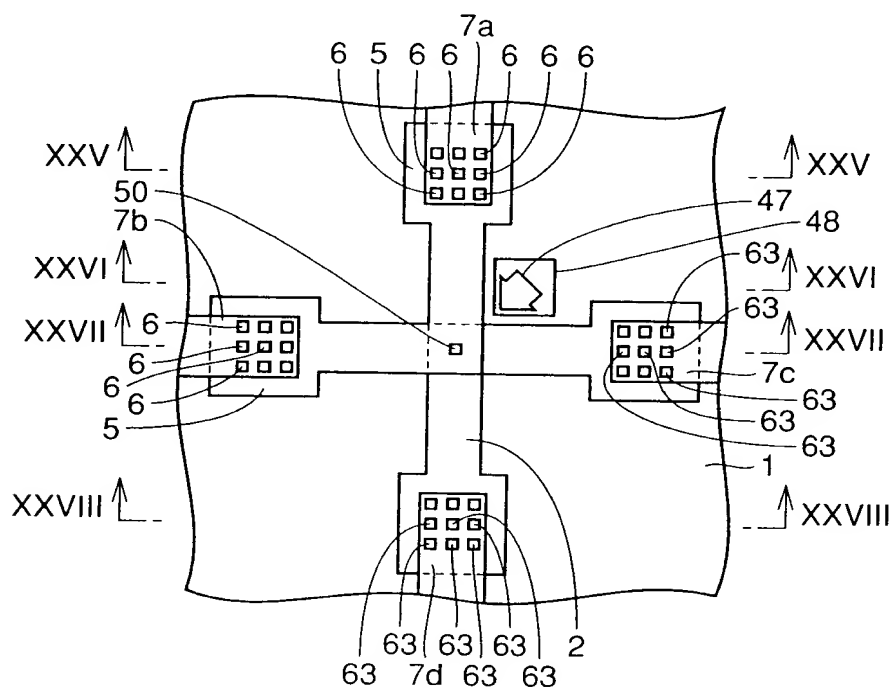 7a
6 5 6 6 6 6 6
XXV XXV
50 47
7b 48
XXVI 63 XXVI
XXVII 63 XXVII
6
6
6 7c
6 63
5 63
63
1
XXVIII XXVIII
63 63 63 2
63 7d 63 63